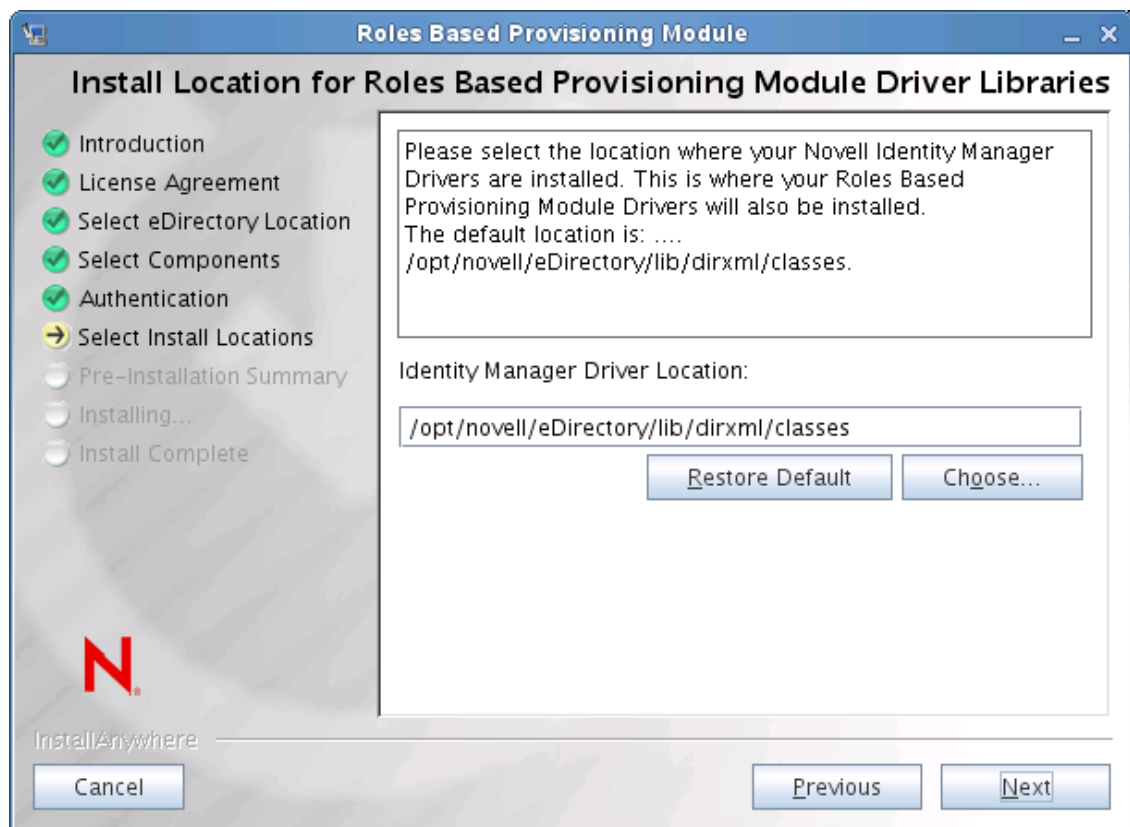 Roles Based Provisioning Module
Install Location for Roles Based Provisioning Module Driver Libraries
Introduction
License Agreement
Select eDirectory Location
Select Components
Authentication
Select Install Locations
Pre-Installation Summary
Installing...
Install Complete
Please select the location where your Novell Identity Manager
Drivers are installed. This is where your Roles Based
Provisioning Module Drivers will also be installed.
The default location is: ....
/opt/novell/eDirectory/lib/dirxml/classes.
Identity Manager Driver Location:
/opt/novell/eDirectory/lib/dirxml/classes
Restore Default
Choose...
N
InstallAnywhere
Cancel
Previous
Next